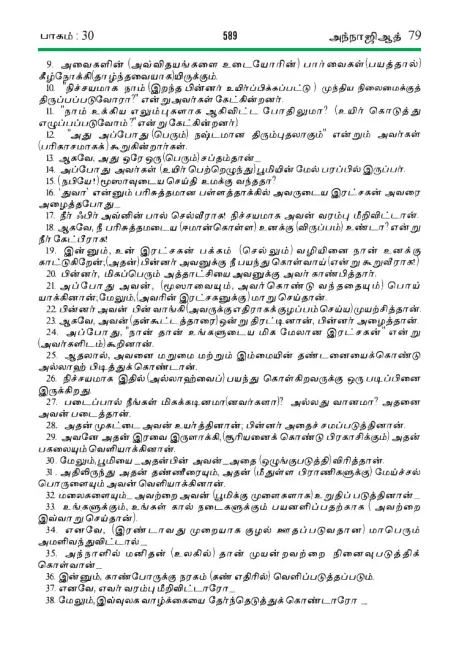 பாகம் : 30 589 அந்நாஜிஆத் 79
9. அவைகளின் (அவ்விதயங்களை உடையோரின்) பார்வைகள்(பயத்தால்)
கீழ்நோக்கி(தாழ்ந்தவையாக)யிருக்கும்.
10. "நிச்சயமாக நாம் (இறந்த பின்னர் உயிர்ப்பிக்கப்பட்டு ) முந்திய நிலைமைக்குத்
திருப்பப்படுவோரா?" என்று அவர்கள் கேட்கின்றனர்.
11. "நாம் உக்கிய எலும்புகளாக ஆகிவிட்ட போதிலுமா? (உயிர் கொடுத்து
எழுப்பப்படுவோம் ?" என்று கேட்கின்றனர்).
12. "அது அப்போது (பெரும்) நஷ்டமான திரும்புதலாகும்" என்றும் அவர்கள்
(பரிகாசமாகக் ) கூறுகின்றார்கள்.
13. ஆகவே, அது ஒரே ஒரு (பெரும்) சப்தம்தான் _
14. அப்போது அவர்கள் (உயிர் பெற்றெழுந்து) பூமியின் மேல் பரப்பில் இருப்பர்.
15. (நபியே!) மூஸாவுடைய செய்தி உமக்கு வந்ததா?
16. 'துவா' என்னும் பரிசுத்தமான பள்ளத்தாக்கில் அவருடைய இரட்சகன் அவரை
அழைத்தபோது _
17. நீர் ஃபிர் அவ்னின் பால் செல்வீராக! நிச்சயமாக அவன் வரம்பு மீறிவிட்டான்.
18. ஆகவே, நீ பரிசுத்தமடைய (ஈமான்கொள்ள) உனக்கு (விருப்பம்) உண்டா? என்று
நீர் கேட்பீராக!
19. இன்னும், உன் இரட்சகன் பக்கம் (செல்லும்) வழியினை நான் உனக்கு
காட்டுகிறேன்; (அதன்) பின்னர் அவனுக்கு நீ பயந்து கொள்வாய் (என்று கூறுவீராக!)
20. பின்னர், மிகப்பெரும் அத்தாட்சியை அவனுக்கு அவர் காண்பித்தார்.
21. அப்போது அவன், (மூஸாவையும், அவர் கொண்டு வந்ததையும்) பொய்
யாக்கினான்; மேலும், (அவரின் இரட்சகனுக்கு) மாறு செய்தான்.
22. பின்னர் அவன் பின் வாங்கி (அவருக்கு எதிராகக்குழப்பம் செய்ய) முயற்சித்தான்
23. ஆகவே, அவன் (தன்கூட்டத்தாரை) ஒன்று திரட்டினான், பின்னர் அழைத்தான்.
24. அப்போது, "நான் தான் உங்களுடைய மிக மேலான இரட்சகன்" என்று
(அவர்களிடம்) கூறினான்.
25. ஆதலால், அவனை மறுமை மற்றும் இம்மையின் தண்டனையைக்கொண்டு
அல்லாஹ் பிடித்துக் கொண்டான்.
26. நிச்சயமாக இதில் (அல்லாஹ்வைப்) பயந்து கொள்கிறவருக்கு ஒரு படிப்பினை
இருக்கிறது.
27. படைப்பால் நீங்கள் மிகக்கடினமா(னவர்களா)? அல்லது வானமா? அதனை
அவன் படைத்தான்.
28. அதன் முகட்டை அவன் உயர்த்தினான்; பின்னர் அதைச் சமப்படுத்தினான்.
29. அவனே அதன் இரவை இருளாக்கி, (சூரியனைக் கொண்டு பிரகாசிக்கும்) அதன்
பகலையும் வெளியாக்கினான்.
30. மேலும், பூமியை _ அதன்பின் அவன் _ அதை (ஒழுங்குபடுத்தி) விரித்தான்.
31. அதிலிருந்து அதன் தண்ணீரையும், அதன் (மீதுள்ள பிராணிகளுக்கு) மேய்ச்சல்
பொருளையும் அவன் வெளியாக்கினான்.
32. மலைகளையும் _ அவற்றை அவன் (பூமிக்கு முளைகளாக) உறுதிப் படுத்தினான் _
33. உங்களுக்கும், உங்கள் கால் நடைகளுக்கும் பயனளிப்பதற்காக ( அவற்றை
இவ்வாறு செய்தான்).
34. எனவே, (இரண்டாவது முறையாக சூழல் ஊதப்படுவதான) மாபெரும்
அமளிவந்துவிட்டால் _
35. அந்நாளில் மனிதன் (உலகில்) தான் முயன்றவற்றை நினைவுபடுத்திக்
கொள்வான் _
36. இன்னும், காண்போருக்கு நரகம் (கண் எதிரில்) வெளிப்படுத்தப்படும்.
37. எனவே, எவர் வரம்பு மீறிவிட்டாரோ _
38. மேலும், இவ்வுலக வாழ்க்கையை தேர்ந்தெடுத்துக் கொண்டாரோ _